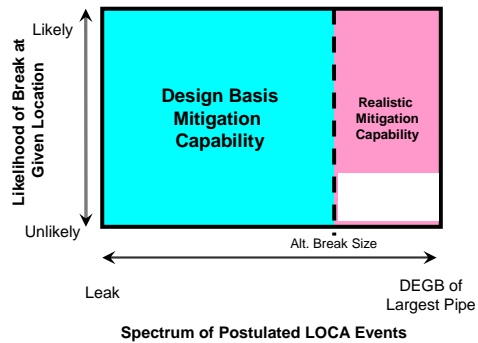 Likely
Likelihood of Break at
Given Location
Unlikely
Design Basis
Mitigation
Capability
Realistic
Mitigation
Capability
Alt. Break Size
Leak
DEGB of
Largest Pipe
Spectrum of Postulated LOCA Events